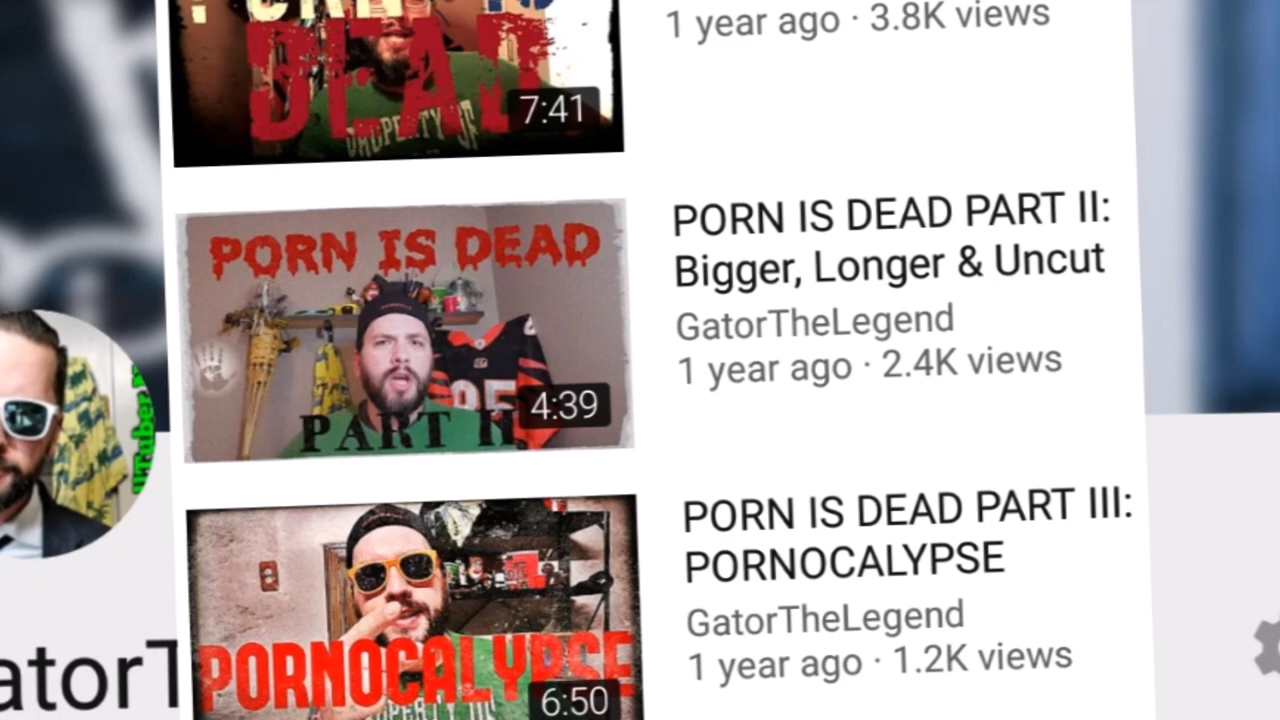 1 year ago · 3.8K views
DEAD
PROPERTY OF
7:41
PORN IS DEAD
PART II
4:39
PORN IS DEAD PART II:
Bigger, Longer & Uncut
GatorTheLegend
1 year ago · 2.4K views
PORNOCALYPSE
6:50
PORN IS DEAD PART III:
PORNOCALYPSE
GatorTheLegend
1 year ago · 1.2K views
atorT